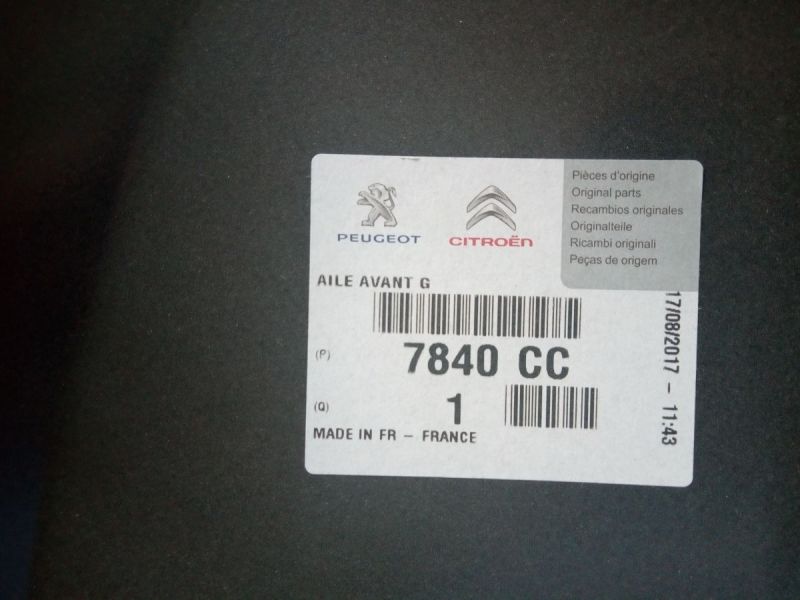 PEUGEOT
CITROËN
Pièces d'origine
Original parts
Recambios originales
Originalteile
Ricambi originali
Peças de origem
AILE AVANT G
(P) 7840 CC
(Q) 1
MADE IN FR – FRANCE
17/08/2017 – 11:43